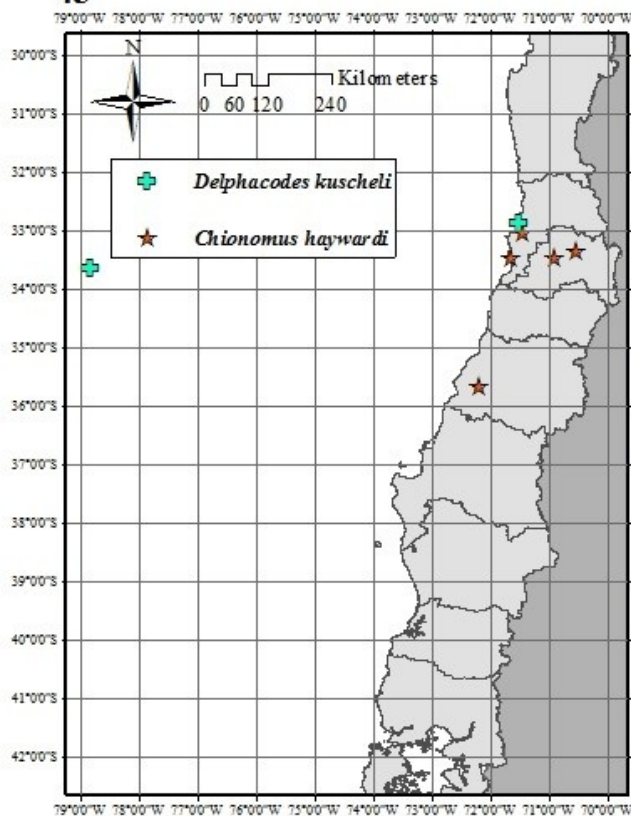 79°00'S 78°00'W 77°00'W 76°00'W 75°00'W 74°00'W 73°00'W 72°00'W 71°00'W 70°00'W
N
Kilometers
0 60 120 240
Delphacodes kuscheli
Chionomus haywardi
30°00'S
31°00'S
32°00'S
33°00'S
34°00'S
35°00'S
36°00'S
37°00'S
38°00'S
39°00'S
40°00'S
41°00'S
42°00'S
79°00'W 78°00'W 77°00'W 76°00'W 75°00'W 74°00'W 73°00'W 72°00'W 71°00'W 70°00'W